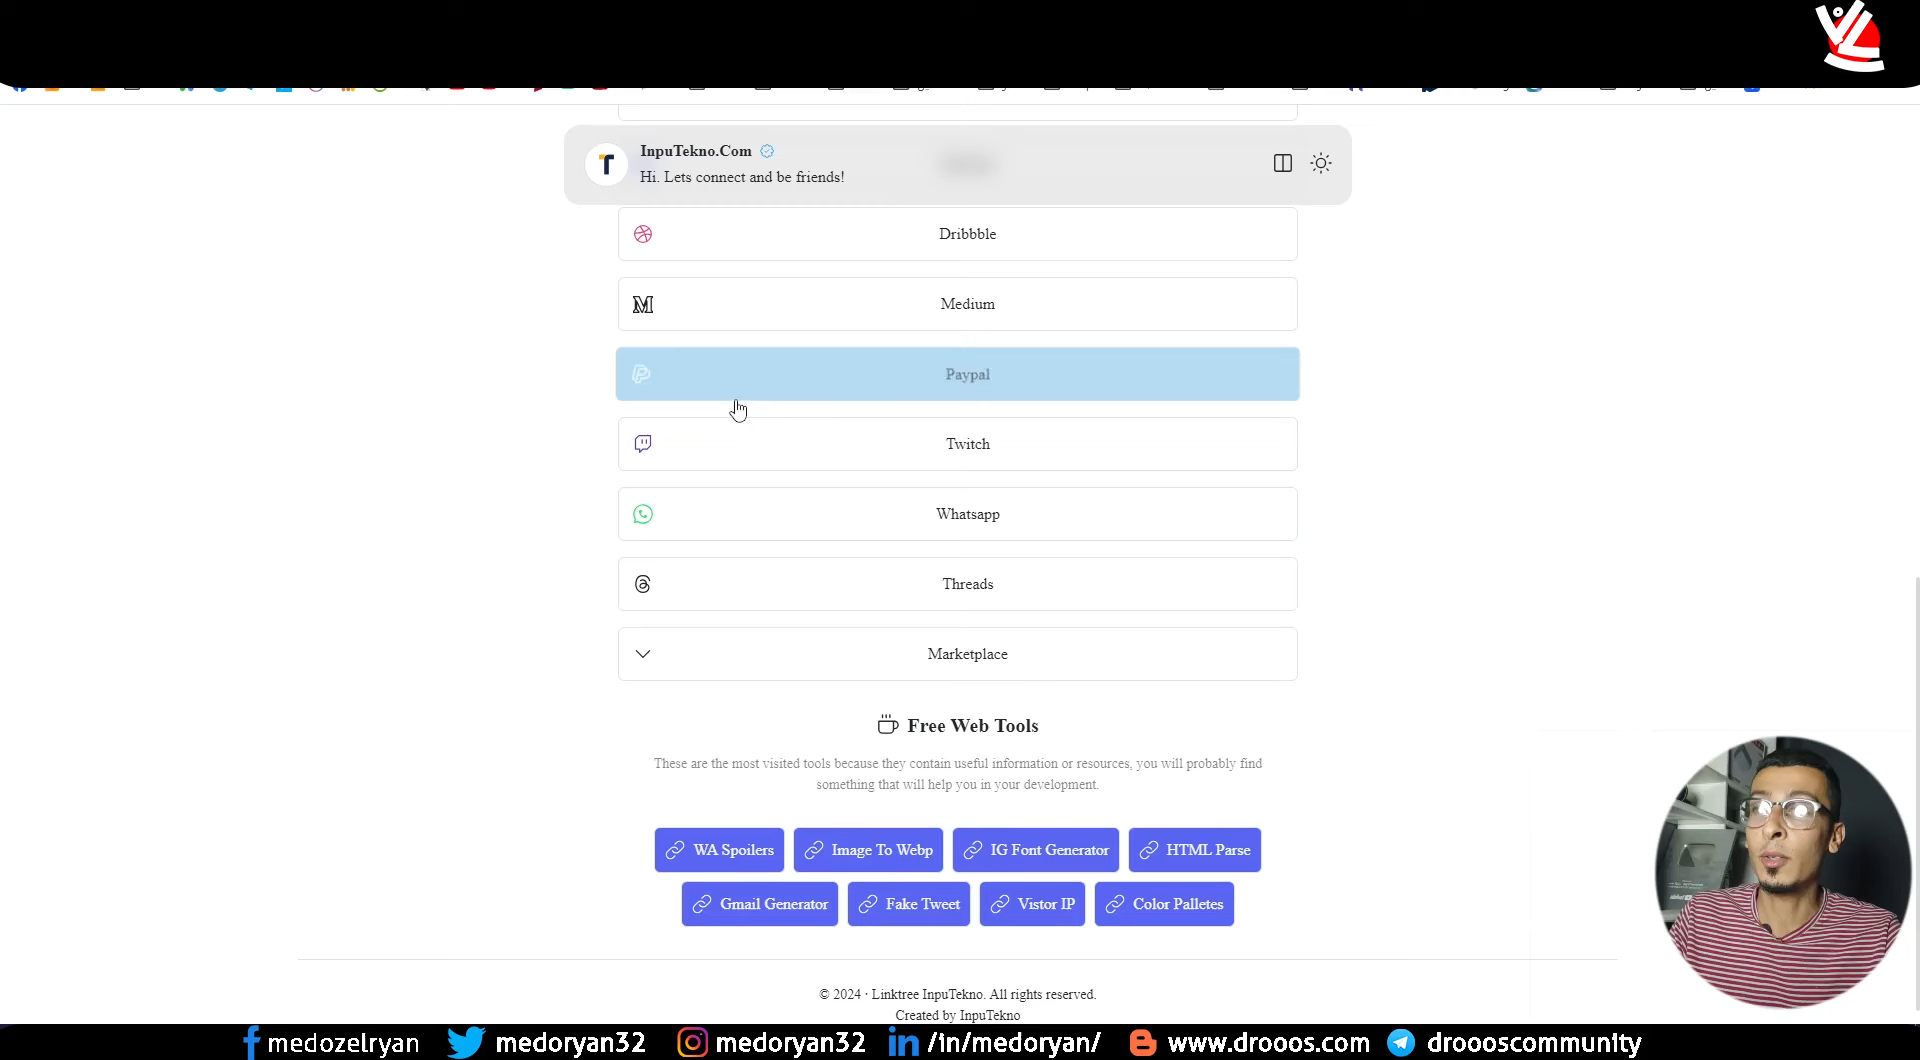 InpuTekno.Com
Hi. Lets connect and be friends!
Dribbble
Medium
Paypal
Twitch
Whatsapp
Threads
Marketplace
Free Web Tools
These are the most visited tools because they contain useful information or resources, you will probably find
something that will help you in your development.
WA Spoilers
Image To Webp
IG Font Generator
HTML Parse
Gmail Generator
Fake Tweet
Vistor IP
Color Palletes
© 2024 · Linktree InpuTekno. All rights reserved.
Created by InpuTekno
medozelryan
medoryan32
medoryan32
/in/medoryan/
www.drooos.com
droooscommunity